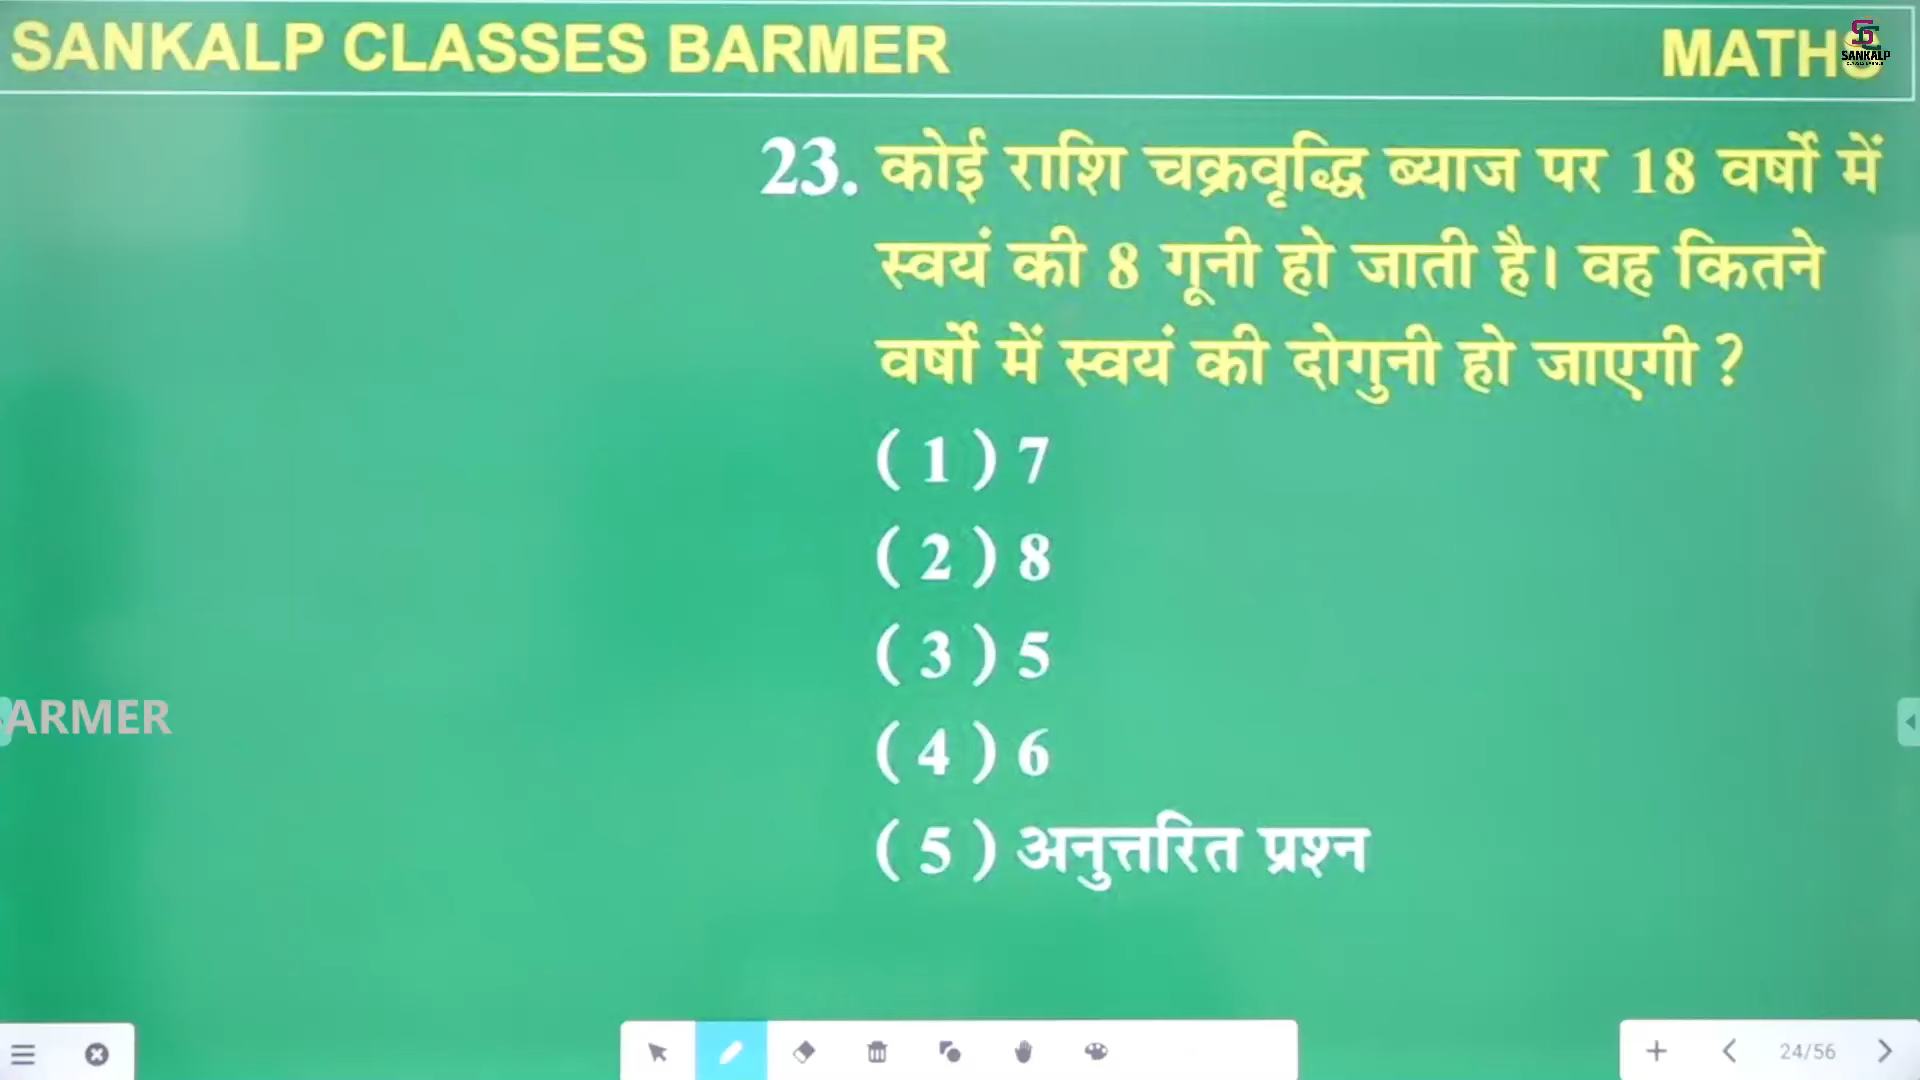 SANKALP CLASSES BARMER
MATHS
SANKALP
23. कोई राशि चक्रवृद्धि ब्याज पर 18 वर्षो में
स्वयं की 8 गूनी हो जाती है। वह कितने
वर्षो में स्वयं की दोगुनी हो जाएगी ?
( 1 ) 7
( 2 ) 8
( 3 ) 5
ARMER
( 4 ) 6
( 5 ) अनुत्तरित प्रश्न
24/56